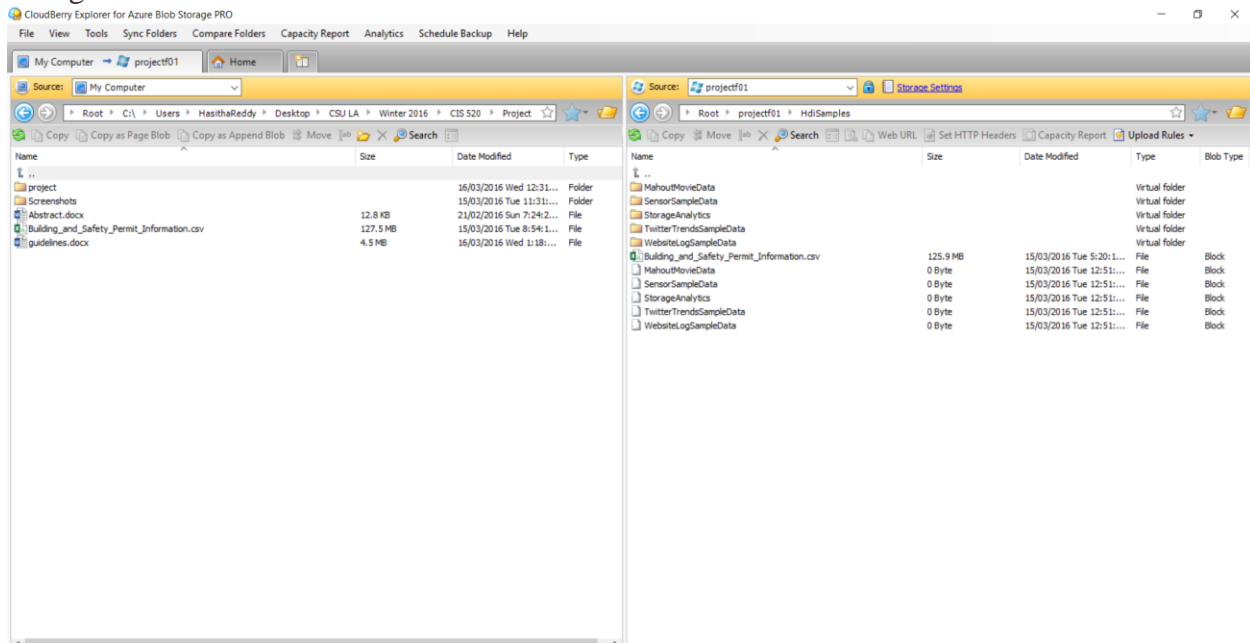 CloudBerry Explorer for Azure Blob Storage PRO
File View Tools Sync Folders Compare Folders Capacity Report Analytics Schedule Backup Help
My Computer projectf01 Home
Source: My Computer
Root C:\ Users HasithaReddy Desktop CSU LA Winter 2016 CIS 520 Project
Copy Copy as Page Blob Copy as Append Blob Move Search
Name Size Date Modified Type
..
project 16/03/2016 Wed 12:31... Folder
Screenshots 15/03/2016 Tue 11:31:... Folder
Abstract.docx 12.8 KB 21/02/2016 Sun 7:24:2... File
Building_and_Safety_Permit_Information.csv 127.5 MB 15/03/2016 Tue 8:54:1... File
guidelines.docx 4.5 MB 16/03/2016 Wed 1:18:... File
Source: projectf01 Storage Settings
Root projectf01 HdiSamples
Copy Move Search Web URL Set HTTP Headers Capacity Report Upload Rules
Name Size Date Modified Type Blob Type
..
MahoutMovieData Virtual folder
SensorSampleData Virtual folder
StorageAnalytics Virtual folder
TwitterTrendsSampleData Virtual folder
WebsiteLogSampleData Virtual folder
Building_and_Safety_Permit_Information.csv 125.9 MB 15/03/2016 Tue 5:20:1... File Block
MahoutMovieData 0 Byte 15/03/2016 Tue 12:51:... File Block
SensorSampleData 0 Byte 15/03/2016 Tue 12:51:... File Block
StorageAnalytics 0 Byte 15/03/2016 Tue 12:51:... File Block
TwitterTrendsSampleData 0 Byte 15/03/2016 Tue 12:51:... File Block
WebsiteLogSampleData 0 Byte 15/03/2016 Tue 12:51:... File Block